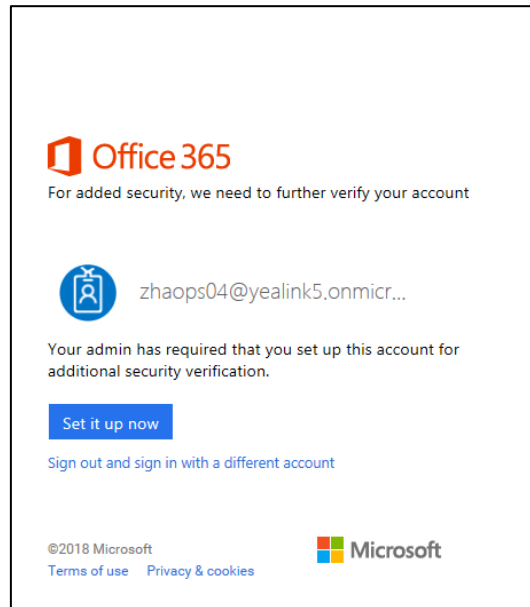 Office 365
For added security, we need to further verify your account
zhaops04@yealink5.onmicr...
Your admin has required that you set up this account for
additional security verification.
Set it up now
Sign out and sign in with a different account
©2018 Microsoft
Microsoft
Terms of use Privacy & cookies